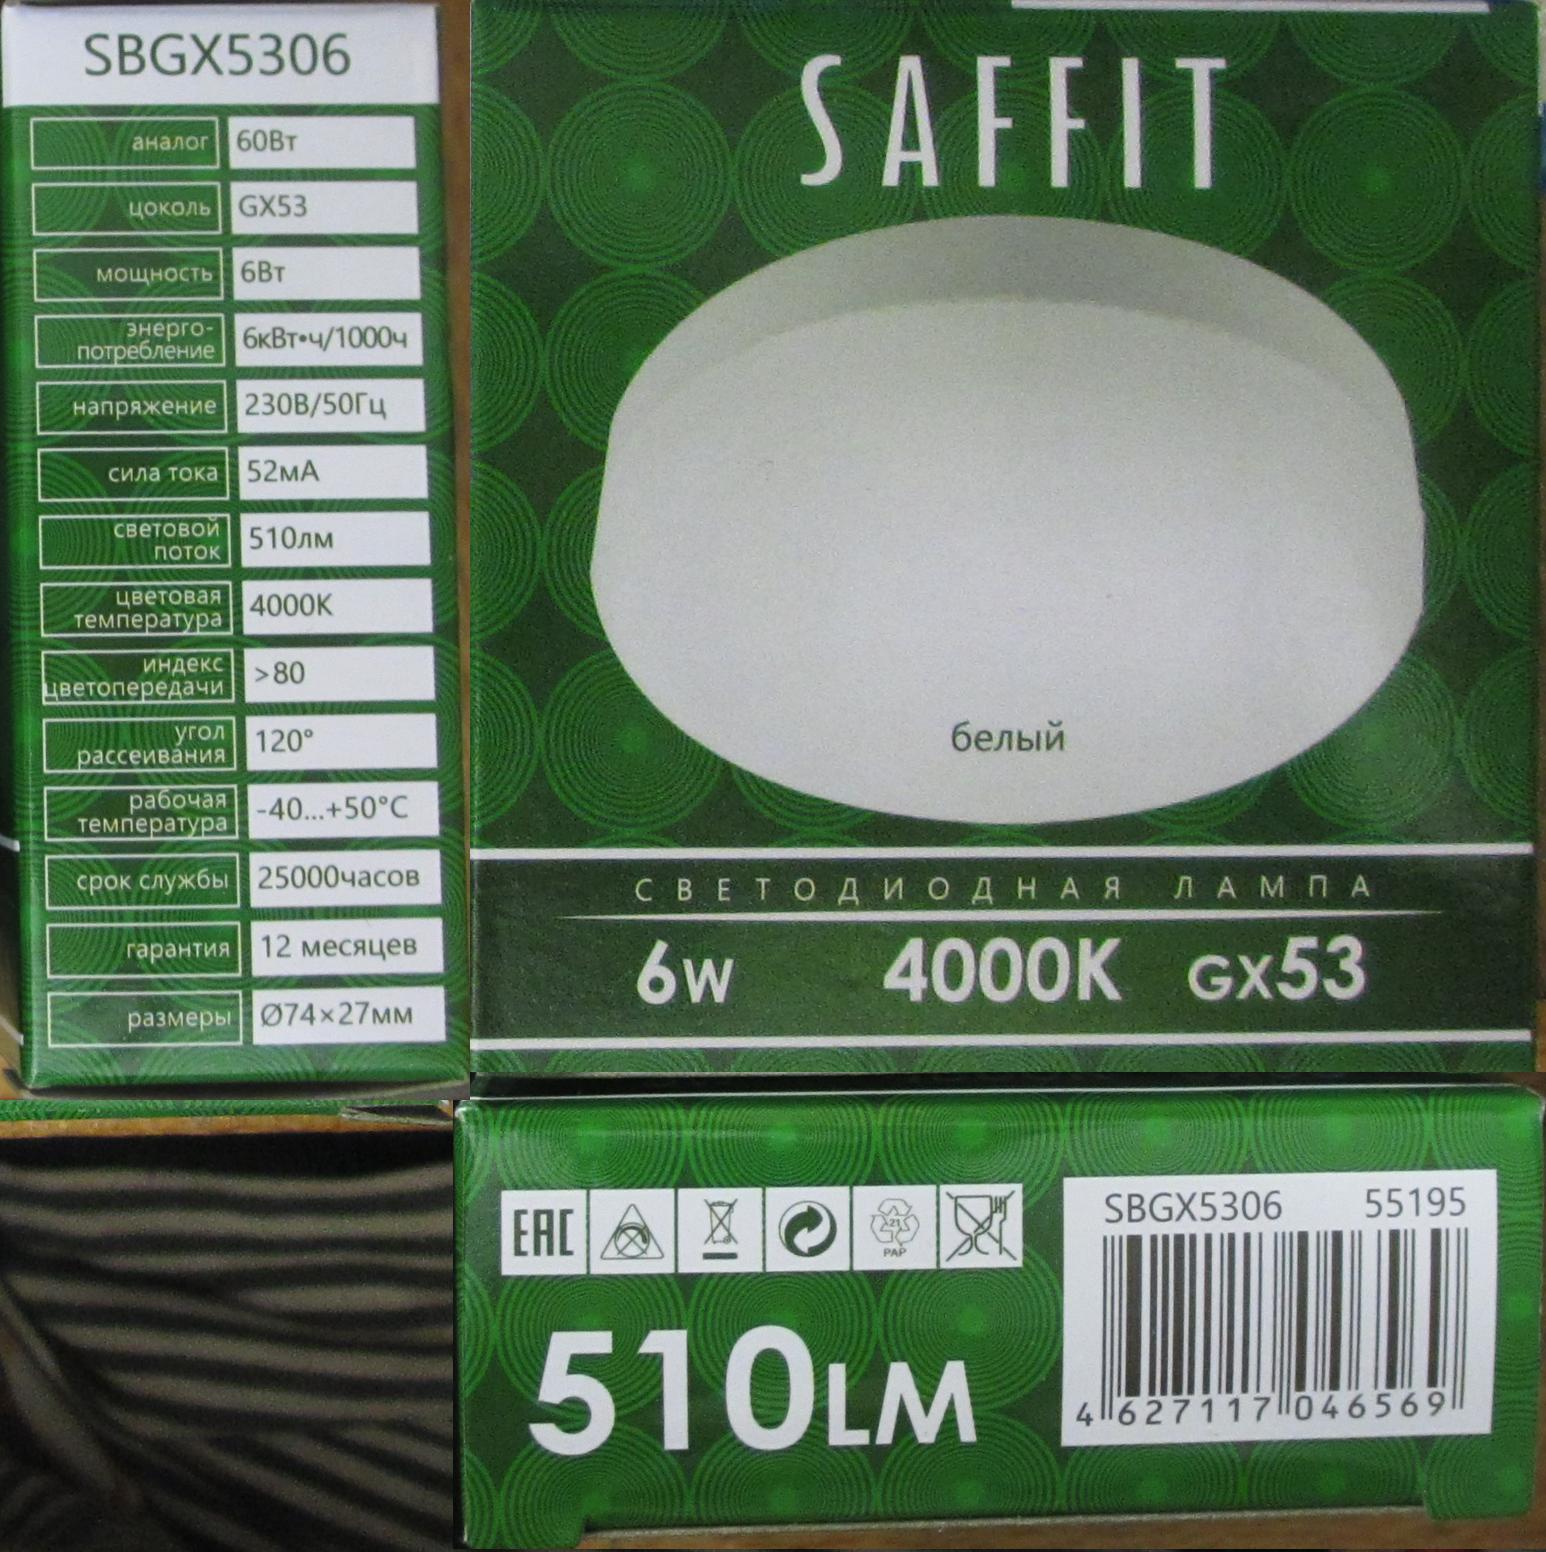 SBGX5306
аналог 60Вт
цоколь GX53
мощность 6Вт
энерго-
потребление 6кВт•ч/1000ч
напряжение 230В/50Гц
сила тока 52мА
световой
поток 510лм
цветовая
температура 4000К
индекс
цветопередачи >80
угол
рассеивания 120°
рабочая
температура -40...+50°С
срок службы 25000часов
гарантия 12 месяцев
размеры Ø74×27мм
SAFFIT
белый
СВЕТОДИОДНАЯ ЛАМПА
6W 4000K GX53
EAC
21
PAP
510LM
SBGX5306 55195
4 627117 046569